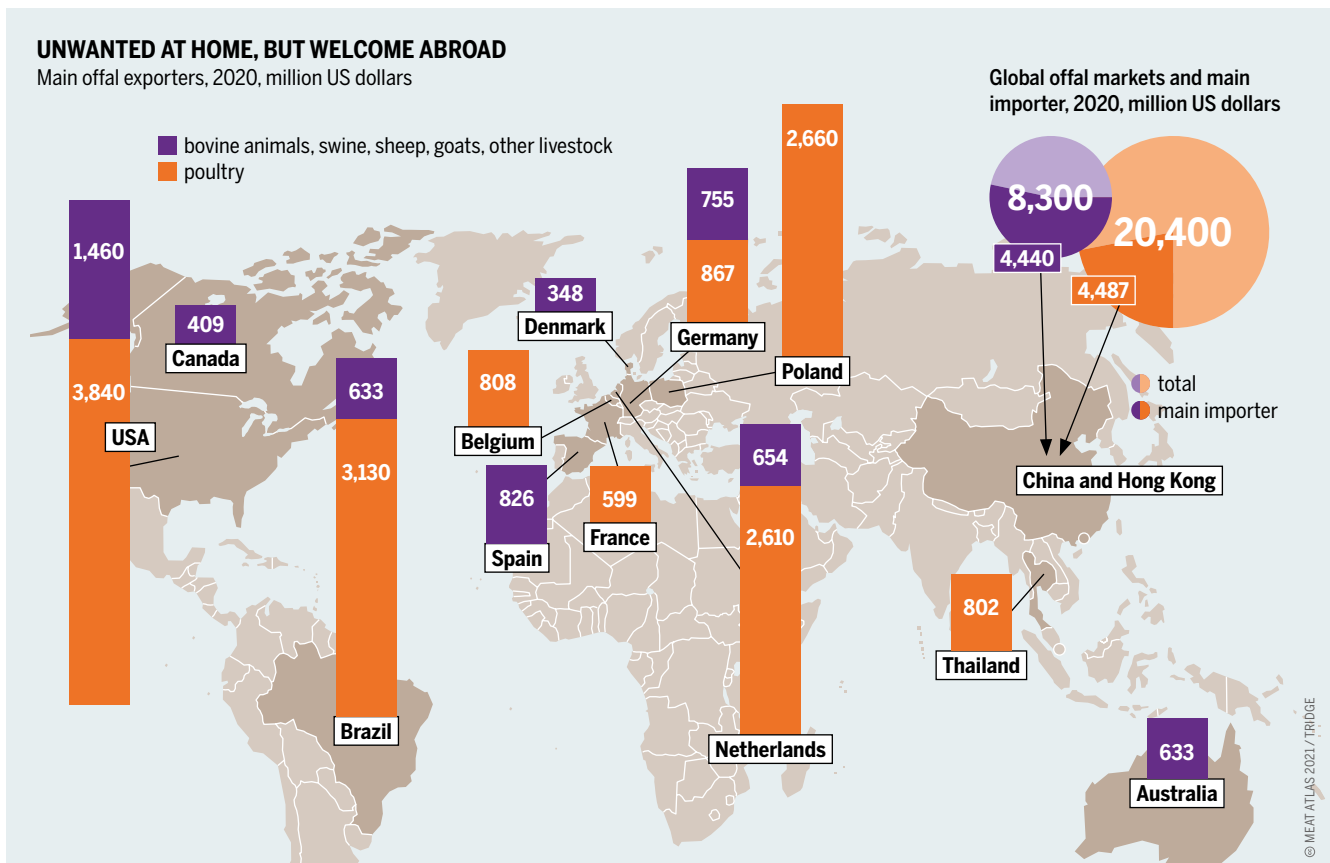 UNWANTED AT HOME, BUT WELCOME ABROAD
Main offal exporters, 2020, million US dollars
bovine animals, swine, sheep, goats, other livestock
poultry
Global offal markets and main
importer, 2020, million US dollars
8,300
20,400
4,440
4,487
total
main importer
China and Hong Kong
1,460
3,840
USA
409
Canada
633
3,130
Brazil
348
Denmark
755
867
Germany
2,660
Poland
808
Belgium
826
Spain
599
France
654
2,610
Netherlands
802
Thailand
633
Australia
MEAT ATLAS 2021 / TRIDGE